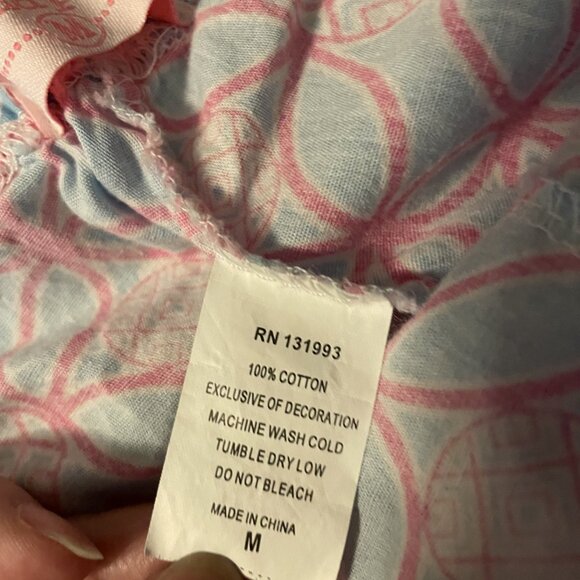 M
RN 131993
100% COTTON
EXCLUSIVE OF DECORATION
MACHINE WASH COLD
TUMBLE DRY LOW
DO NOT BLEACH
MADE IN CHINA
M